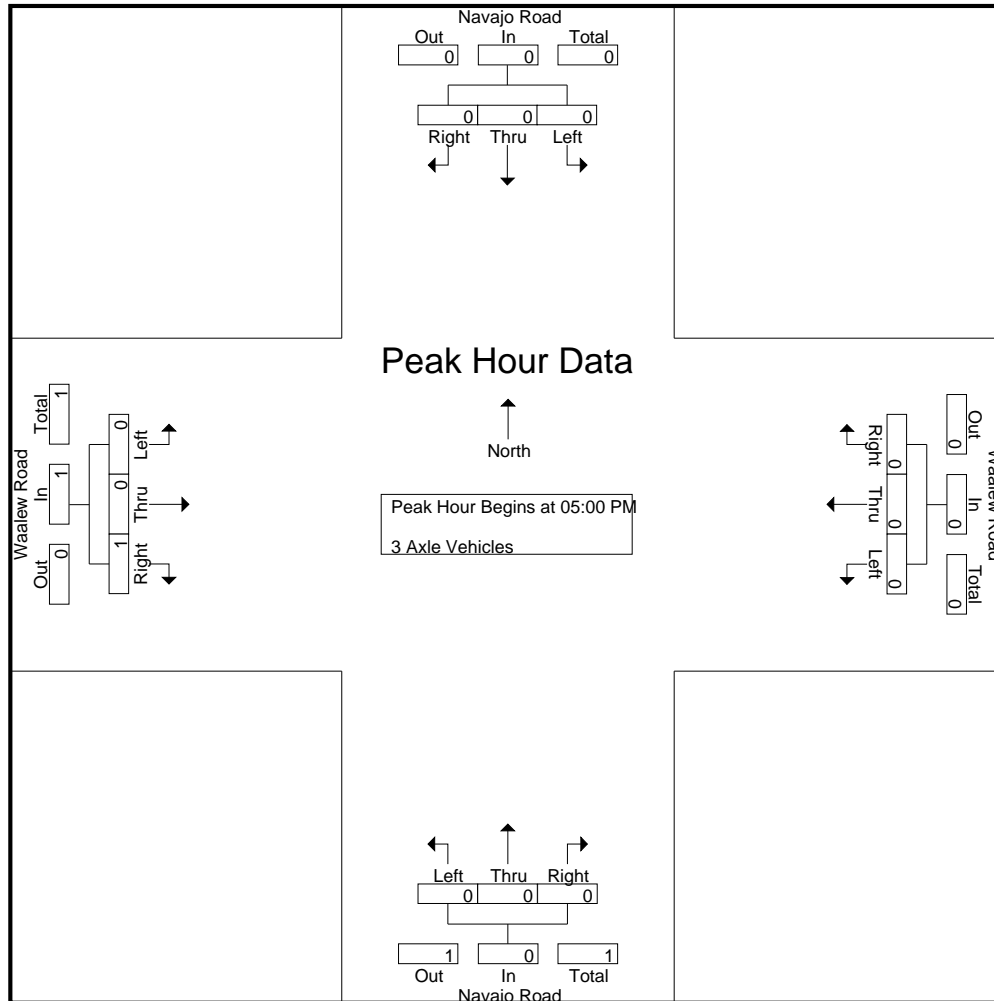 Navajo Road
Out In Total
0 0 0
0 0 0
Right Thru Left
Peak Hour Data
North
Peak Hour Begins at 05:00 PM
3 Axle Vehicles
Waalew Road
Total In Out
1 1 0
0 0 1
Left Thru Right
Waalew Road
Out In Total
0 0 0
Right Thru Left
0 0 0
Left Thru Right
0 0 0
1 0 1
Out In Total
Navajo Road